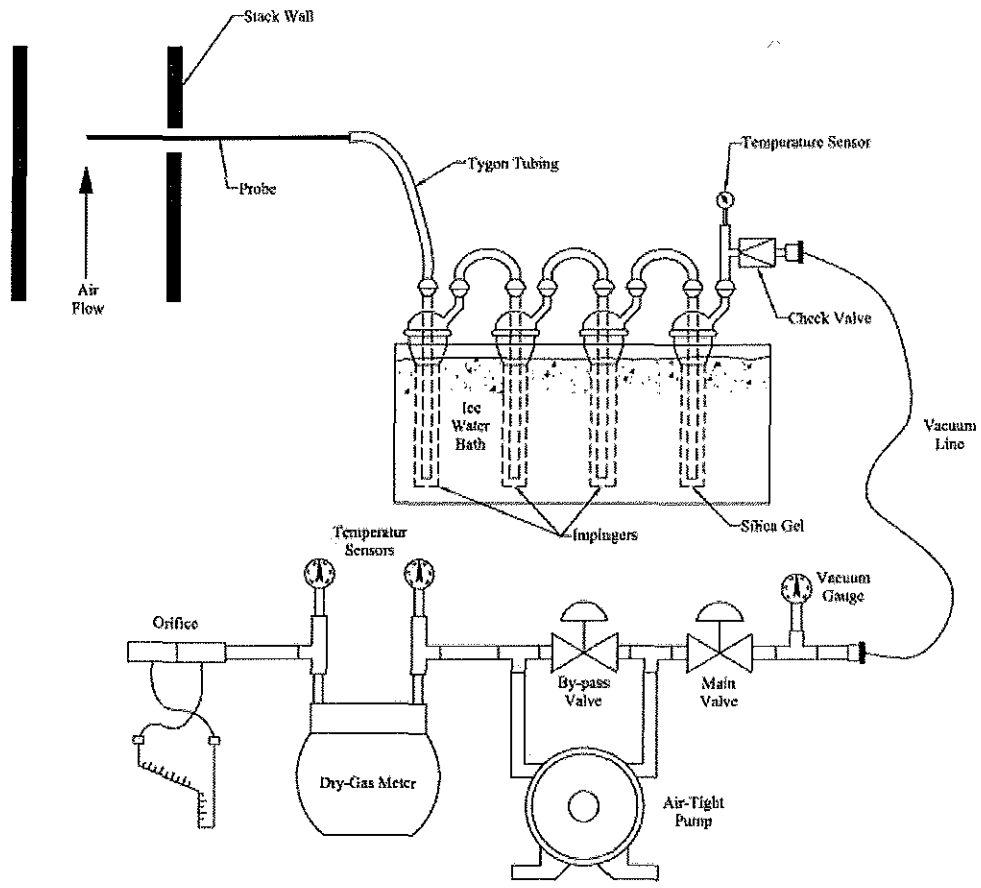 Stack Wall
Temperature Sensor
Tygon Tubing
Probe
Air
Flow
Check Valve
Ice
Water
Bath
Vacuum
Line
Impingers
Silica Gel
Temperatur
Sensors
Vacuum
Gauge
Orifice
By-pass
Valve
Main
Valve
Dry-Gas Meter
Air-Tight
Pump